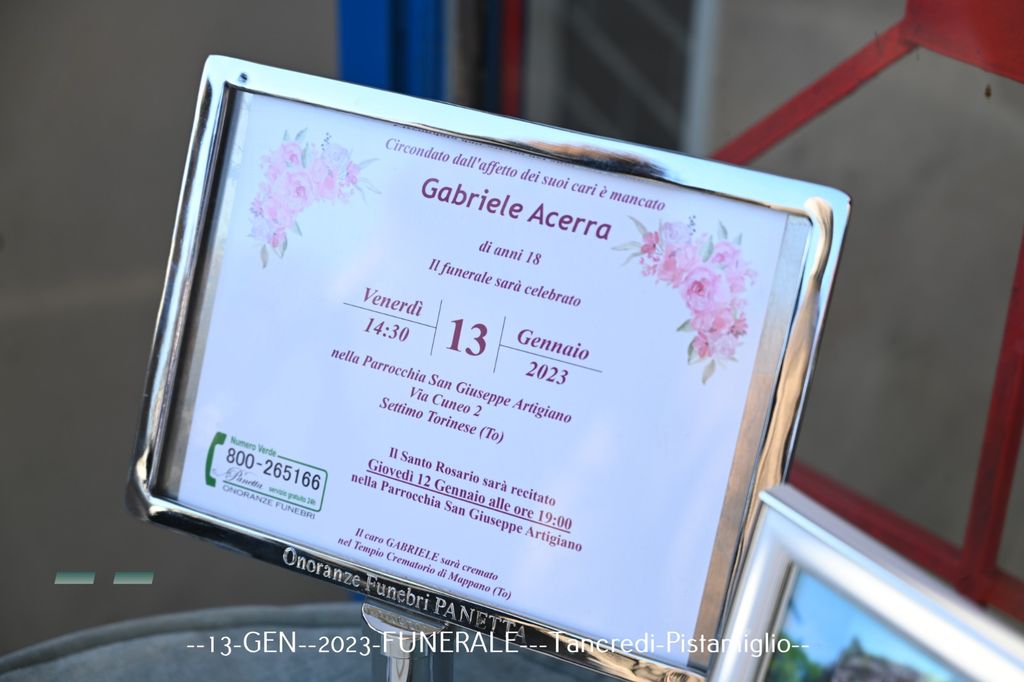 Circondato dall'affetto dei suoi cari è mancato
Gabriele Acerra
di anni 18
Il funerale sarà celebrato
Venerdì
14:30
13
Gennaio
2023
nella Parrocchia San Giuseppe Artigiano
Via Cuneo 2
Settimo Torinese (To)
Il Santo Rosario sarà recitato
Giovedì 12 Gennaio alle ore 19:00
nella Parrocchia San Giuseppe Artigiano
Numero Verde
800-265166
Panetta servizio gratuito 24h
ONORANZE FUNEBRI
Il caro GABRIELE sarà cremato
nel Tempio Crematorio di Mappano (To)
Onoranze Funebri PANETTA
--13-GEN--2023-FUNERALE---Tancredi-Pistamiglio--